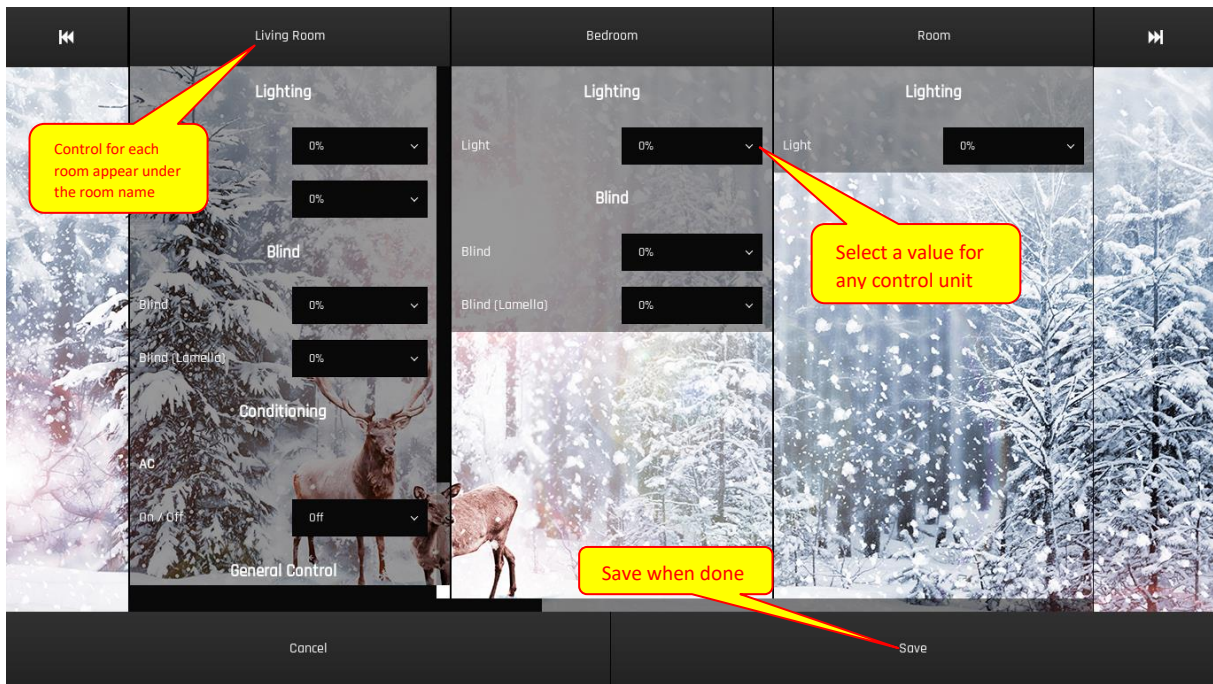 Living Room
Bedroom
Room
Lighting
Lighting
Lighting
Control for each
room appear under
the room name
0%
Light
0%
Light
0%
0%
Blind
Blind
Blind
0%
Select a value for
any control unit
Blind
0%
Blind (Lamella)
0%
Blind (Lamella)
0%
Conditioning
AC
On / Off
Off
General Control
Save when done
Cancel
Save